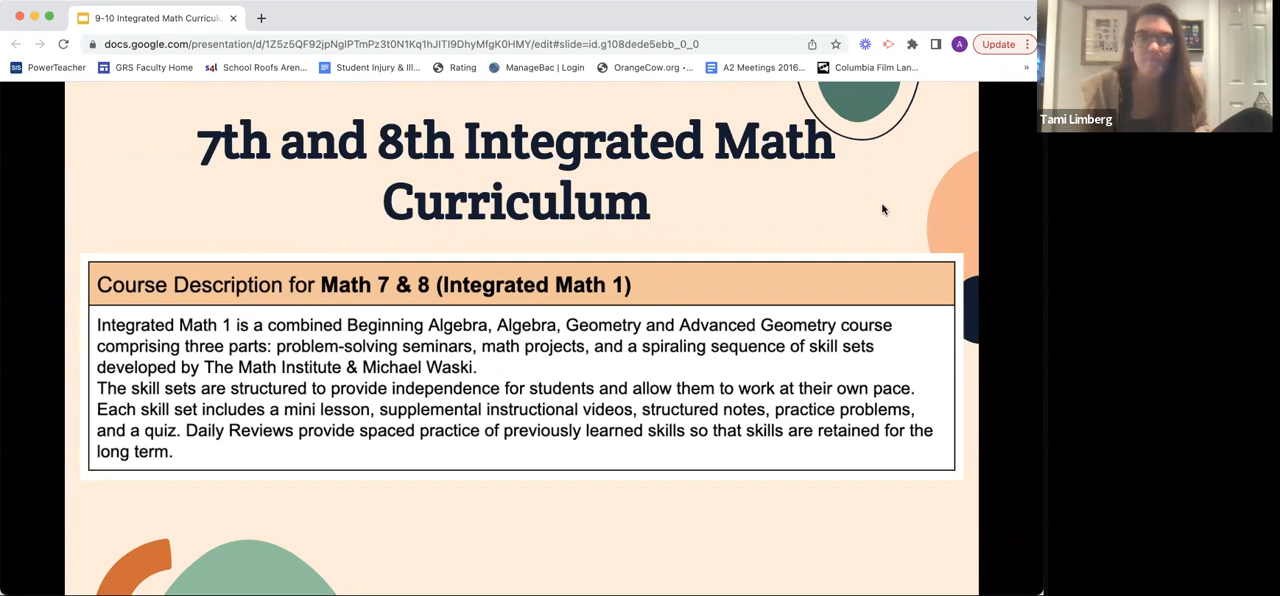 9-10 Integrated Math Curriculu
docs.google.com/presentation/d/1Z5z5QF92jpNgIPTmPz3t0N1Kq1hJITI9DhyMfgK0HMY/edit#slide=id.g108dede5ebb_0_0
A
Update
SIS PowerTeacher
GRS Faculty Home
s4l School Roofs Aren...
Student Injury & Ill...
Rating
ManageBac | Login
OrangeCow.org •...
A2 Meetings 2016...
Columbia Film Lan...
»
Tami Limberg
7th and 8th Integrated Math
Curriculum
Course Description for Math 7 & 8 (Integrated Math 1)
Integrated Math 1 is a combined Beginning Algebra, Algebra, Geometry and Advanced Geometry course
comprising three parts: problem-solving seminars, math projects, and a spiraling sequence of skill sets
developed by The Math Institute & Michael Waski.
The skill sets are structured to provide independence for students and allow them to work at their own pace.
Each skill set includes a mini lesson, supplemental instructional videos, structured notes, practice problems,
and a quiz. Daily Reviews provide spaced practice of previously learned skills so that skills are retained for the
long term.